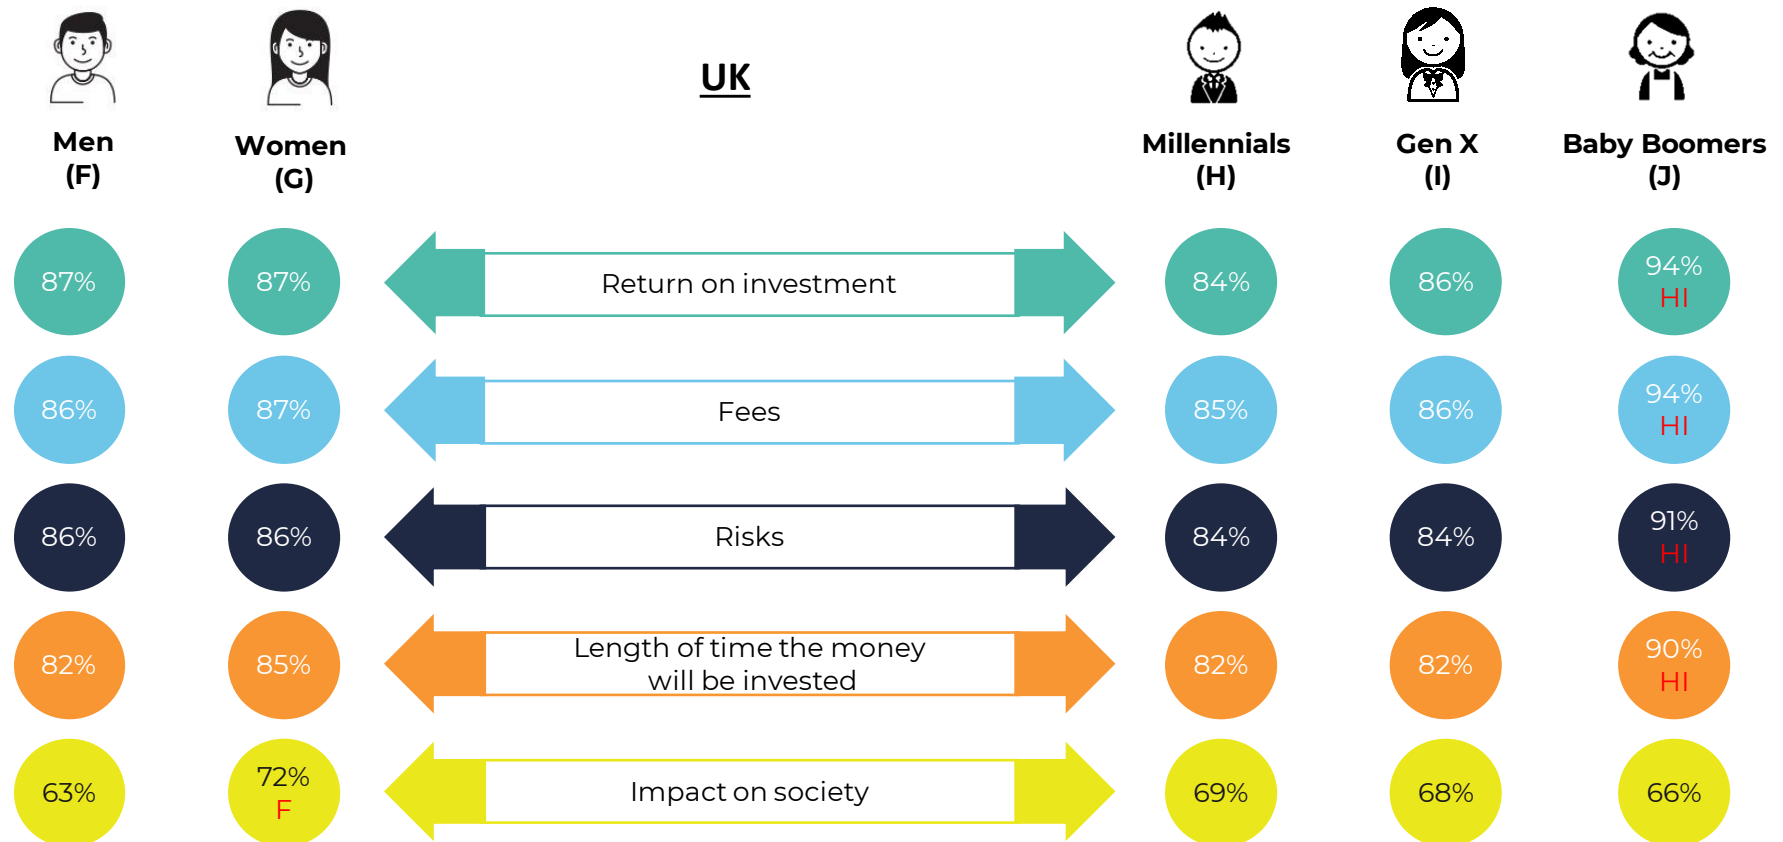 UK
Men
(F)
Women
(G)
Millennials
(H)
Gen X
(I)
Baby Boomers
(J)
87%
87%
Return on investment
84%
86%
94%
HI
86%
87%
Fees
85%
86%
94%
HI
86%
86%
Risks
84%
84%
91%
HI
82%
85%
Length of time the money
will be invested
82%
82%
90%
HI
63%
72%
F
Impact on society
69%
68%
66%